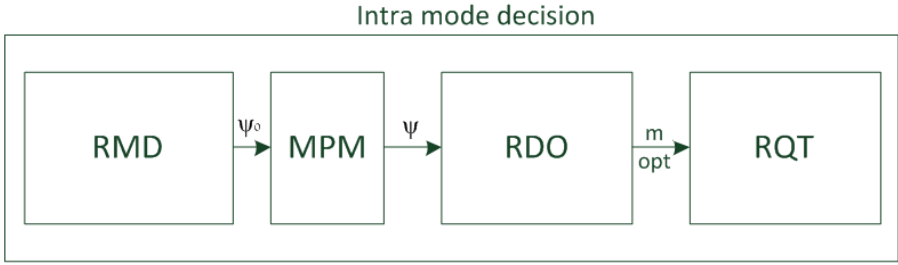 Intra mode decision
RMD
ψ₀
MPM
ψ
RDO
m
opt
RQT